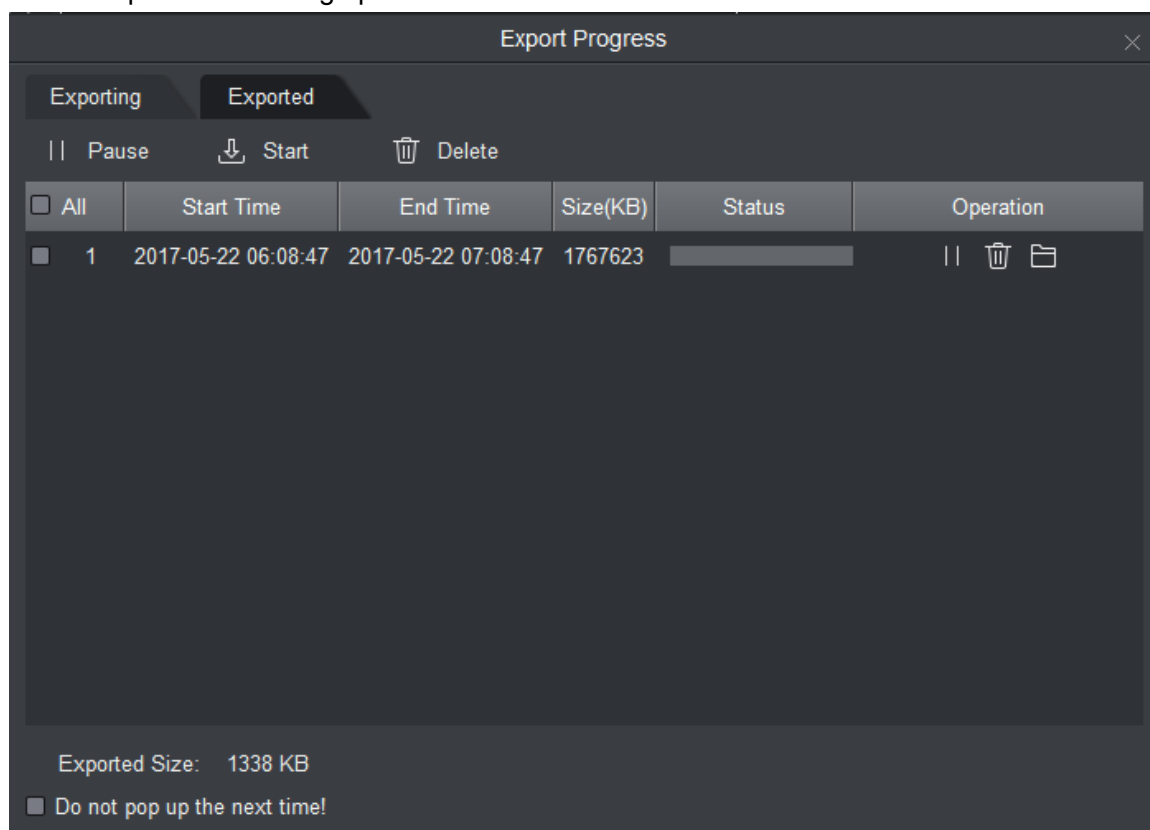 Export Progress
Exporting Exported
Pause Start Delete
All Start Time End Time Size(KB) Status Operation
1 2017-05-22 06:08:47 2017-05-22 07:08:47 1767623
Exported Size: 1338 KB
Do not pop up the next time!